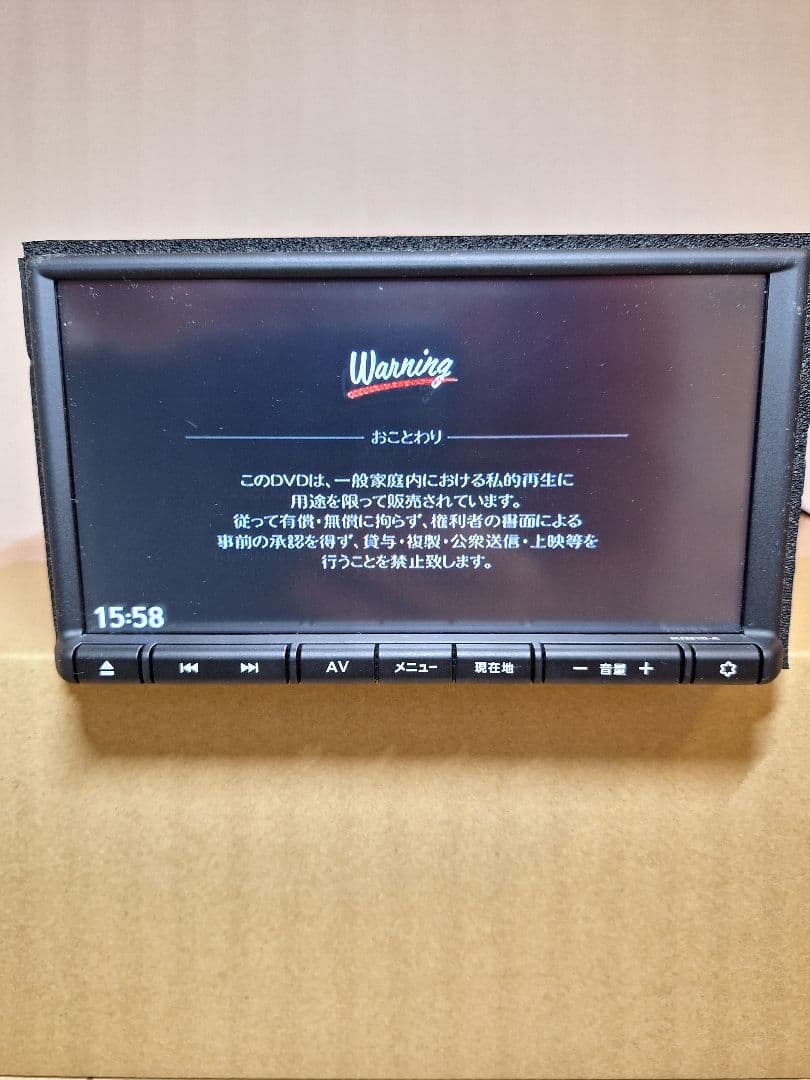 Warning
おことわり
このDVDは、一般家庭内における私的再生に
用途を限って販売されています。
従って有償・無償に拘らず、権利者の書面による
事前の承認を得ず、貸与・複製・公衆送信・上映等を
行うことを禁止致します。
15:58
AV メニュー 現在地 － 音量 ＋